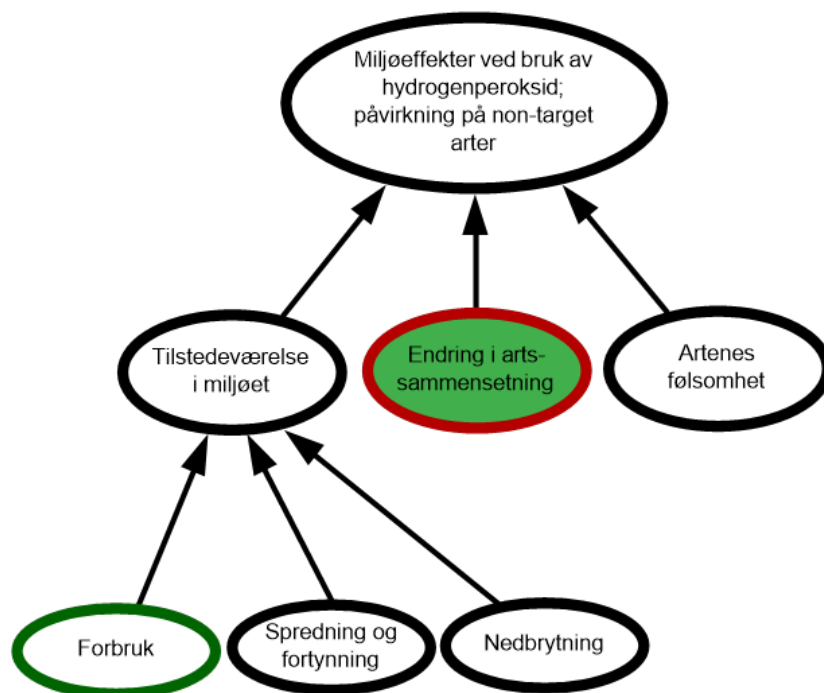 Miljøeffekter ved bruk av
hydrogenperoksid;
påvirkning på non-target
arter
Tilstedeværelse
i miljøet
Endring i arts-
sammensetning
Artenes
følsomhet
Forbruk
Spredning og
fortynning
Nedbrytning